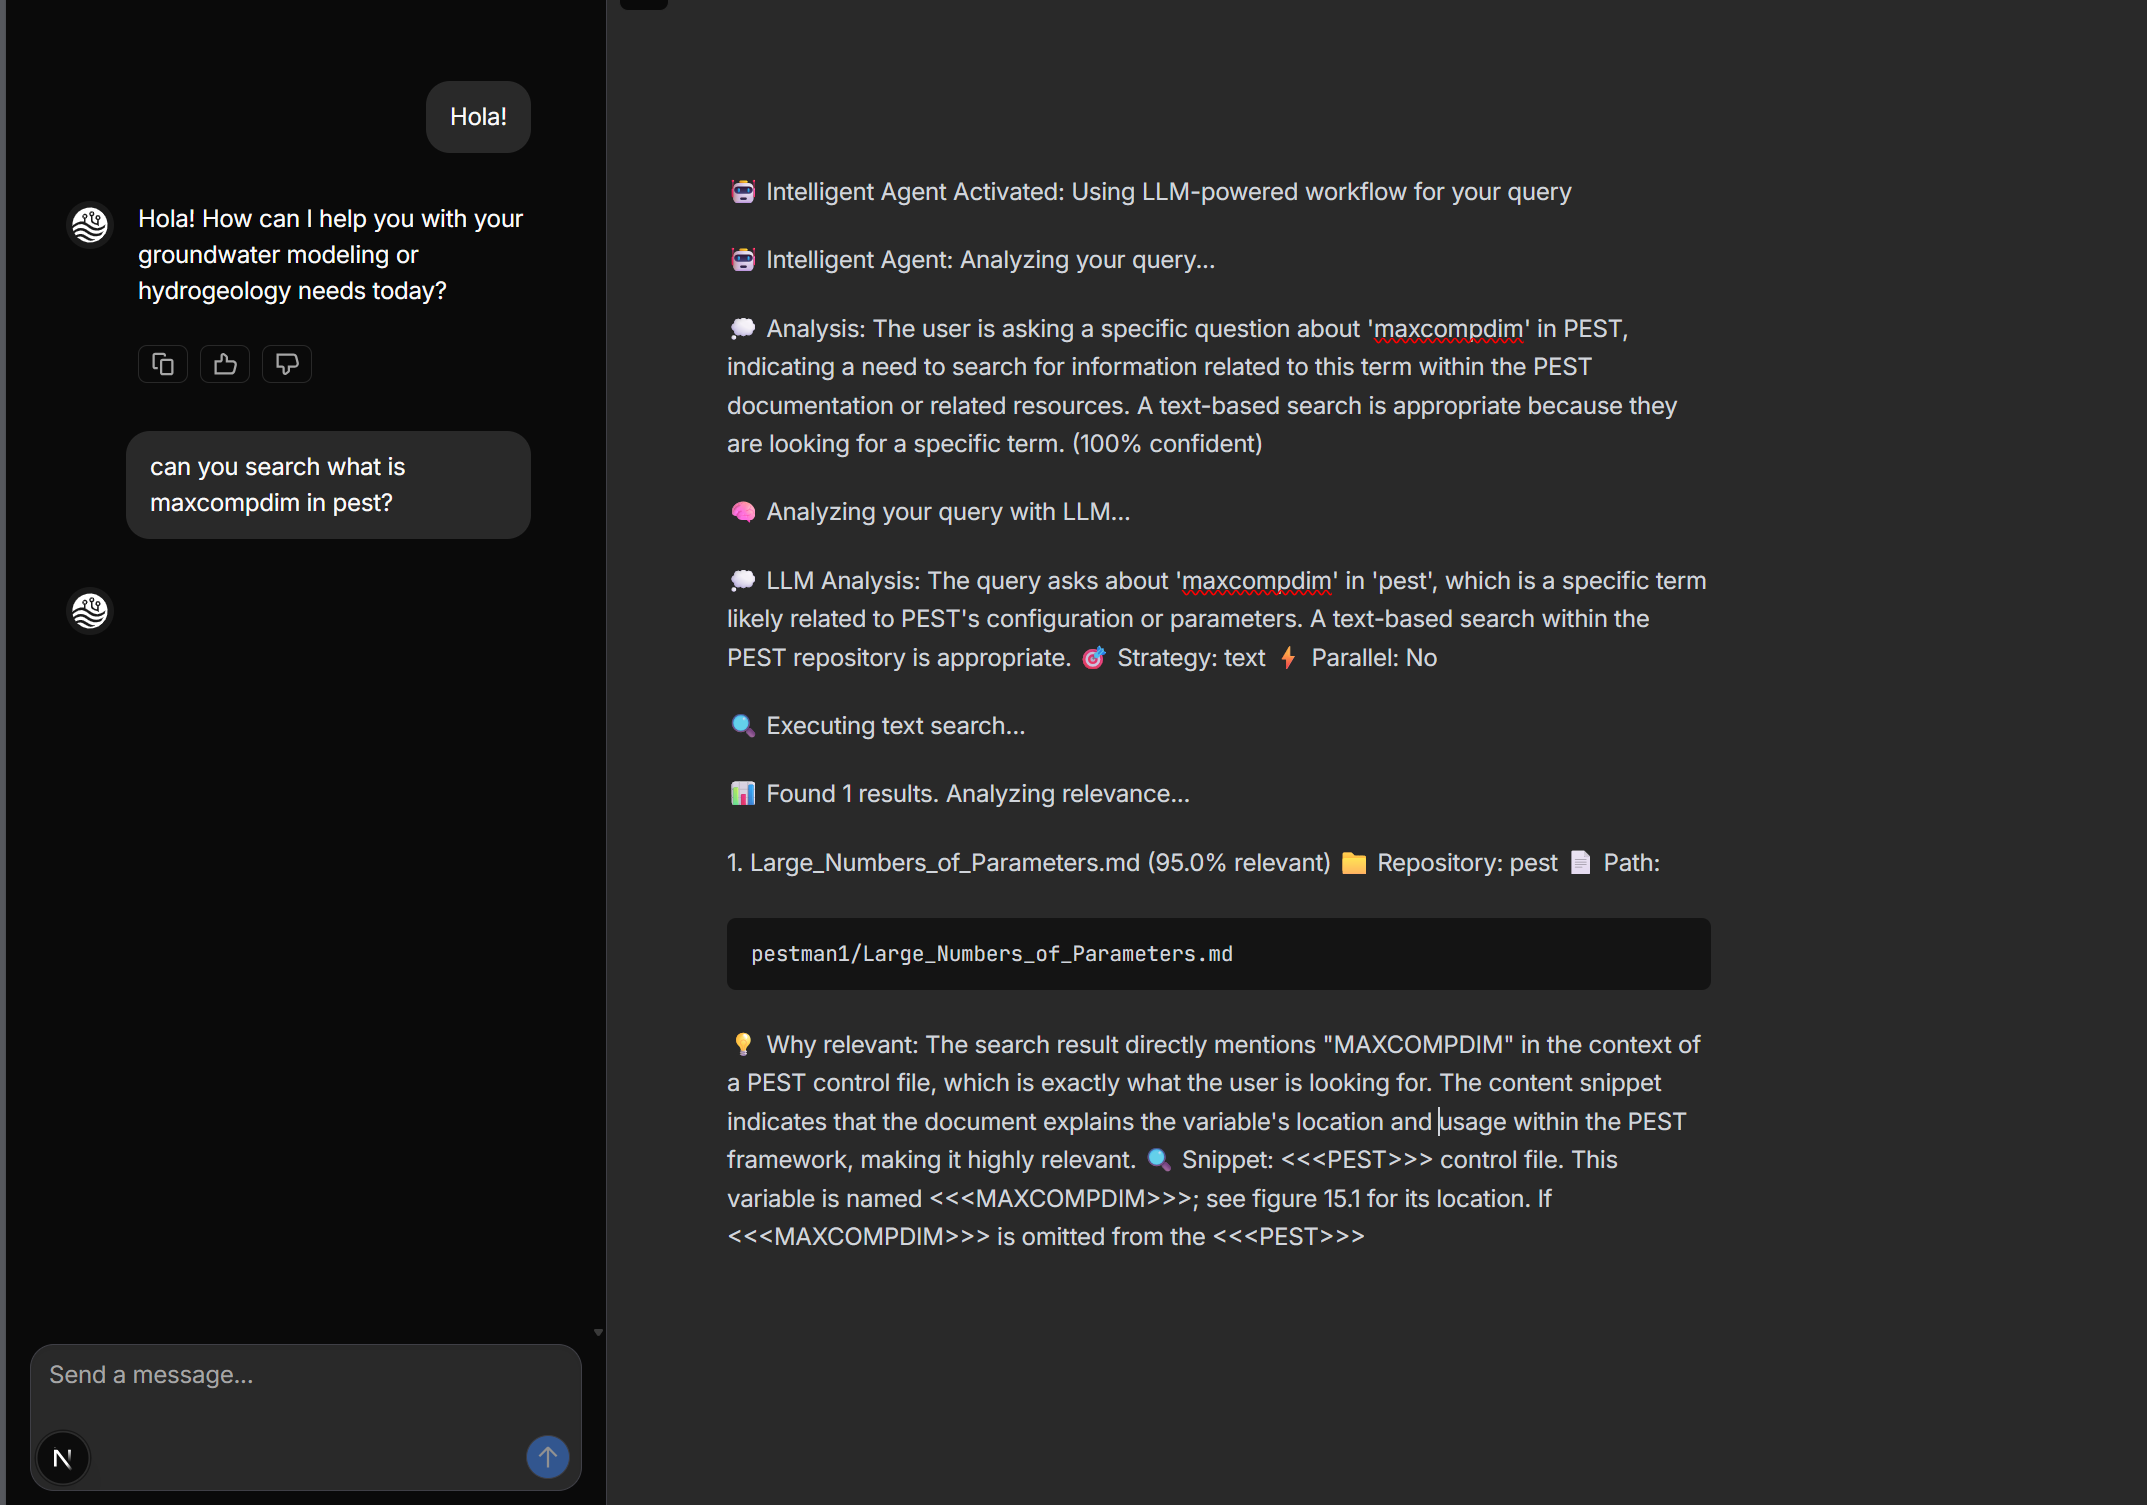 Hola!
Hola! How can I help you with your
groundwater modeling or
hydrogeology needs today?
can you search what is
maxcompdim in pest?
Send a message...
N
🤖 Intelligent Agent Activated: Using LLM-powered workflow for your query
🤖 Intelligent Agent: Analyzing your query...
💭 Analysis: The user is asking a specific question about 'maxcompdim' in PEST,
indicating a need to search for information related to this term within the PEST
documentation or related resources. A text-based search is appropriate because they
are looking for a specific term. (100% confident)
🧠 Analyzing your query with LLM...
💭 LLM Analysis: The query asks about 'maxcompdim' in 'pest', which is a specific term
likely related to PEST's configuration or parameters. A text-based search within the
PEST repository is appropriate. 🎯 Strategy: text ⚡ Parallel: No
🔍 Executing text search...
📊 Found 1 results. Analyzing relevance...
1. Large_Numbers_of_Parameters.md (95.0% relevant) 📁 Repository: pest 📄 Path:
pestman1/Large_Numbers_of_Parameters.md
💡 Why relevant: The search result directly mentions "MAXCOMPDIM" in the context of
a PEST control file, which is exactly what the user is looking for. The content snippet
indicates that the document explains the variable's location and usage within the PEST
framework, making it highly relevant. 🔍 Snippet: <<<PEST>>> control file. This
variable is named <<<MAXCOMPDIM>>>; see figure 15.1 for its location. If
<<<MAXCOMPDIM>>> is omitted from the <<<PEST>>>